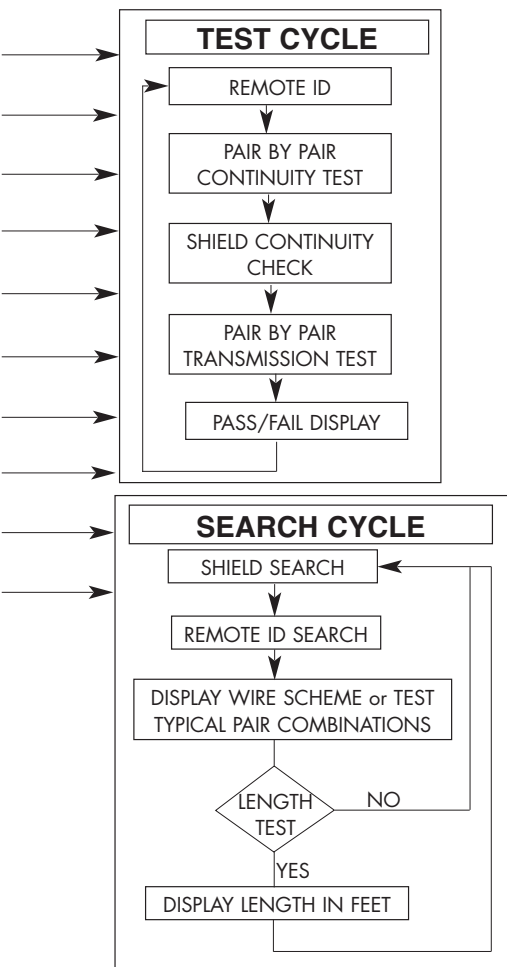 TEST CYCLE
REMOTE ID
PAIR BY PAIR
CONTINUITY TEST
SHIELD CONTINUITY
CHECK
PAIR BY PAIR
TRANSMISSION TEST
PASS/FAIL DISPLAY
SEARCH CYCLE
SHIELD SEARCH
REMOTE ID SEARCH
DISPLAY WIRE SCHEME or TEST
TYPICAL PAIR COMBINATIONS
LENGTH
TEST
NO
YES
DISPLAY LENGTH IN FEET